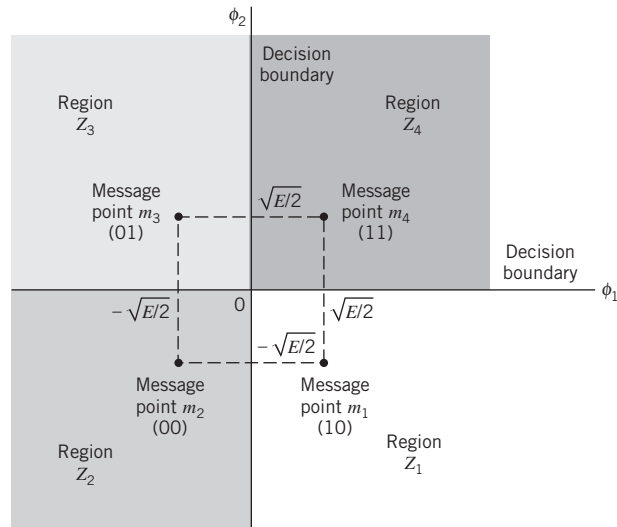 ϕ₂
Decision
boundary
Region
Z₃
Region
Z₄
Message
point m₃
(01)
√E/2
Message
point m₄
(11)
Decision
boundary
ϕ₁
0
− √E/2
√E/2
− √E/2
Message
point m₂
(00)
Message
point m₁
(10)
Region
Z₂
Region
Z₁